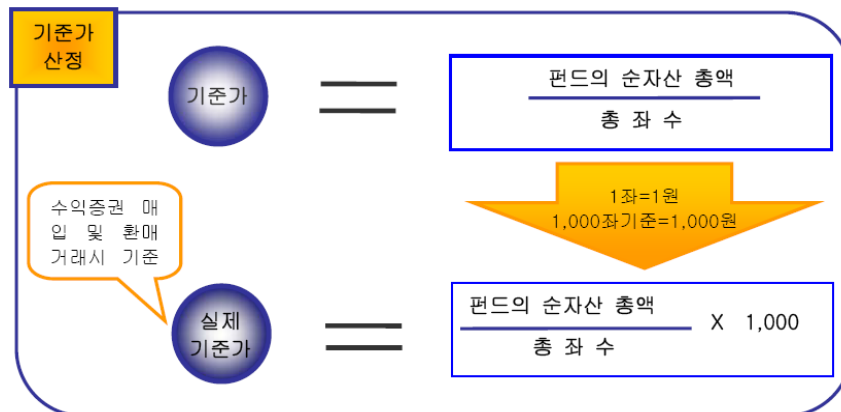 기준가
산정
기준가
펀드의 순자산 총액
총 좌 수
1좌=1원
1,000좌기준=1,000원
수익증권 매
입 및 환매
거래시 기준
실제
기준가
펀드의 순자산 총액
총 좌 수
X 1,000